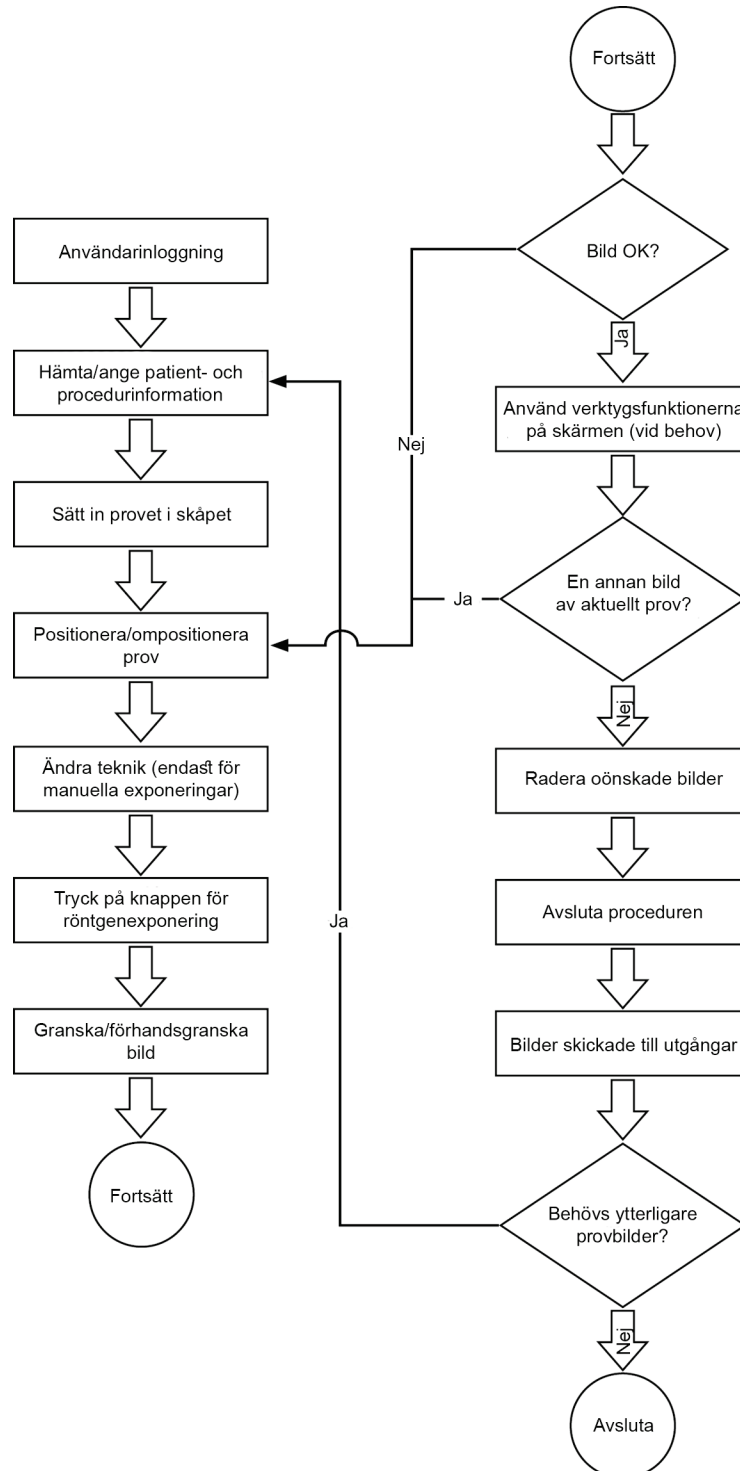 Användarinloggning
Hämta/ange patient- och
procedurinformation
Sätt in provet i skåpet
Positionera/ompositionera
prov
Ändra teknik (endast för
manuella exponeringar)
Tryck på knappen för
röntgenexponering
Granska/förhandsgranska
bild
Fortsätt
Fortsätt
Bild OK?
Nej
Ja
Använd verktygsfunktionerna
på skärmen (vid behov)
En annan bild
av aktuellt prov?
Ja
Nej
Radera oönskade bilder
Avsluta proceduren
Bilder skickade till utgångar
Behövs ytterligare
provbilder?
Ja
Nej
Avsluta